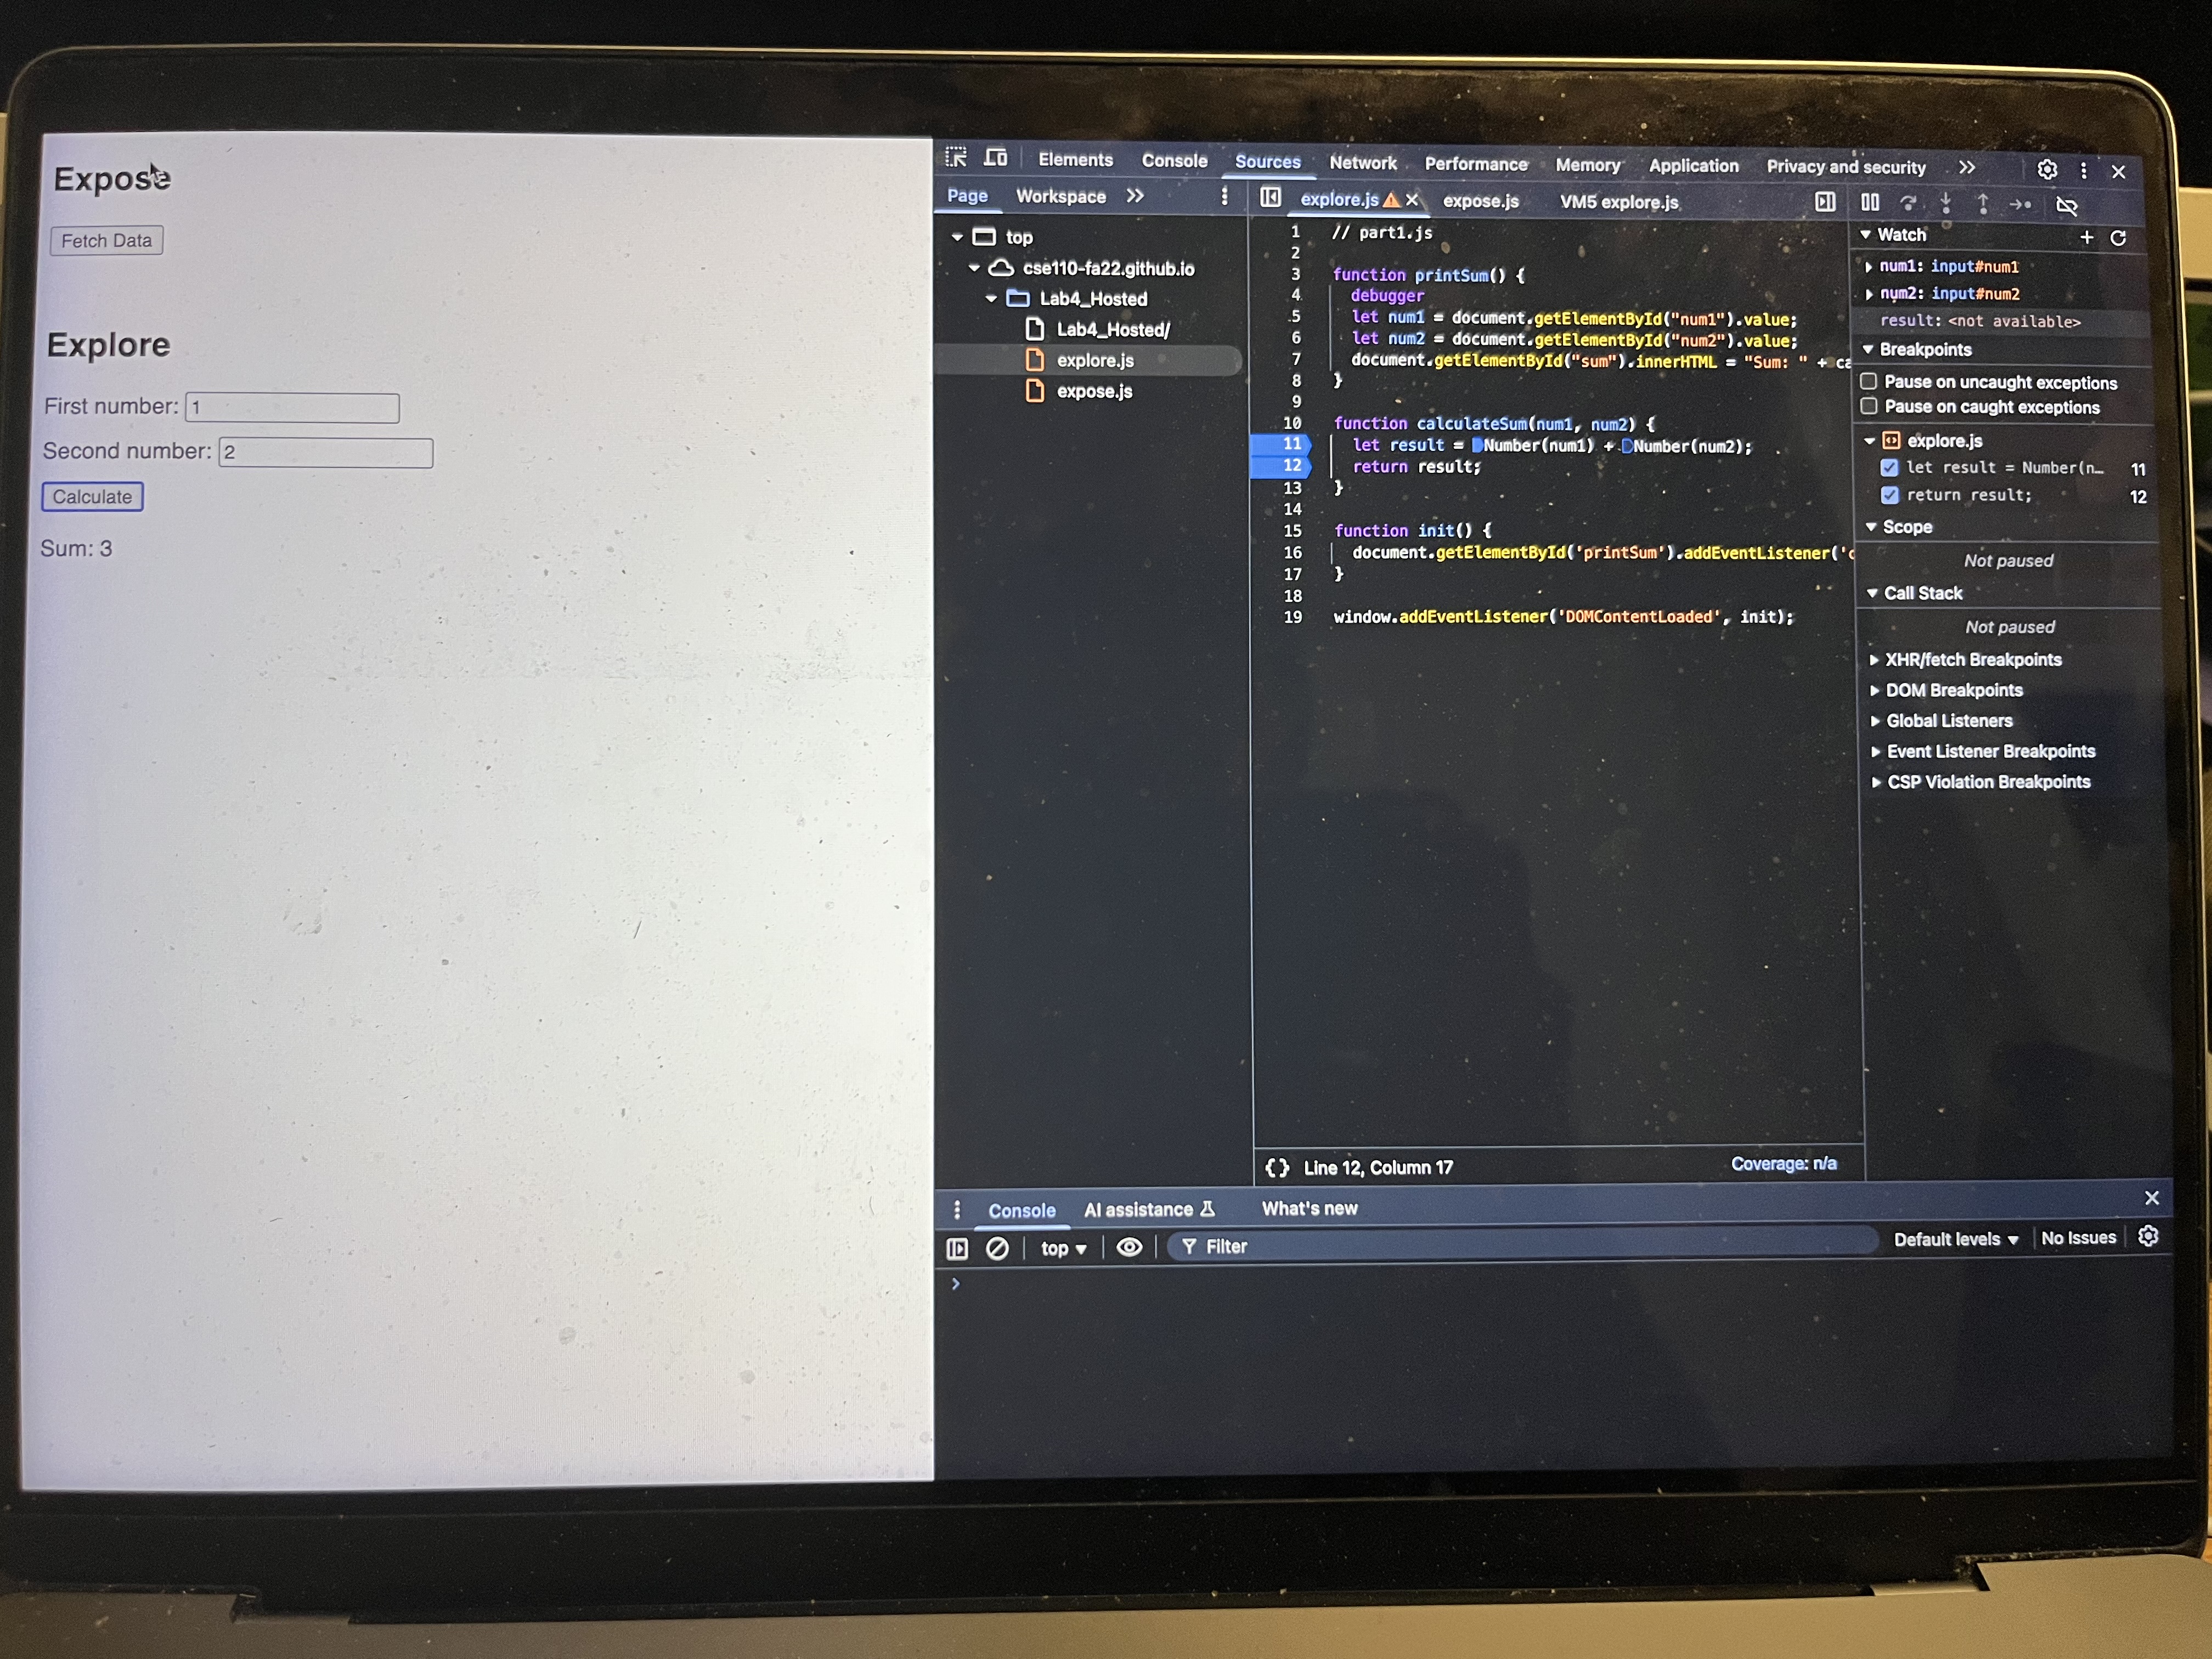 Expose
Fetch Data
Explore
First number: 1
Second number: 2
Calculate
Sum: 3
Elements Console Sources Network Performance Memory Application Privacy and security
Page Workspace
top
cse110-fa22.github.io
Lab4_Hosted
Lab4_Hosted/
explore.js
expose.js
explore.js expose.js VM5 explore.js
1 // part1.js
2
3 function printSum() {
4 debugger
5 let num1 = document.getElementById("num1").value;
6 let num2 = document.getElementById("num2").value;
7 document.getElementById("sum").innerHTML = "Sum: " + ca
8 }
9
10 function calculateSum(num1, num2) {
11 let result = Number(num1) + Number(num2);
12 return result;
13 }
14
15 function init() {
16 document.getElementById('printSum').addEventListener('c
17 }
18
19 window.addEventListener('DOMContentLoaded', init);
{} Line 12, Column 17 Coverage: n/a
Watch
num1: input#num1
num2: input#num2
result: <not available>
Breakpoints
Pause on uncaught exceptions
Pause on caught exceptions
explore.js
let result = Number(n… 11
return result; 12
Scope
Not paused
Call Stack
Not paused
XHR/fetch Breakpoints
DOM Breakpoints
Global Listeners
Event Listener Breakpoints
CSP Violation Breakpoints
Console AI assistance What's new
top Filter Default levels No Issues